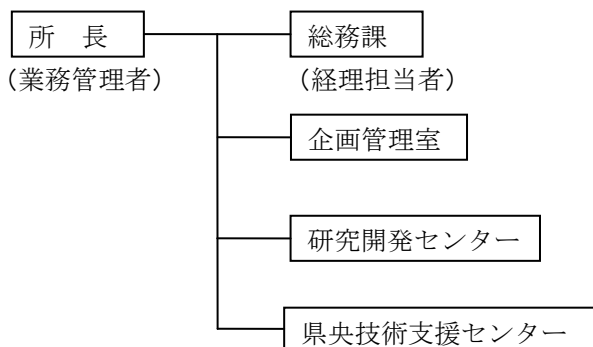 所　長
総務課
（業務管理者）
（経理担当者）
企画管理室
研究開発センター
県央技術支援センター